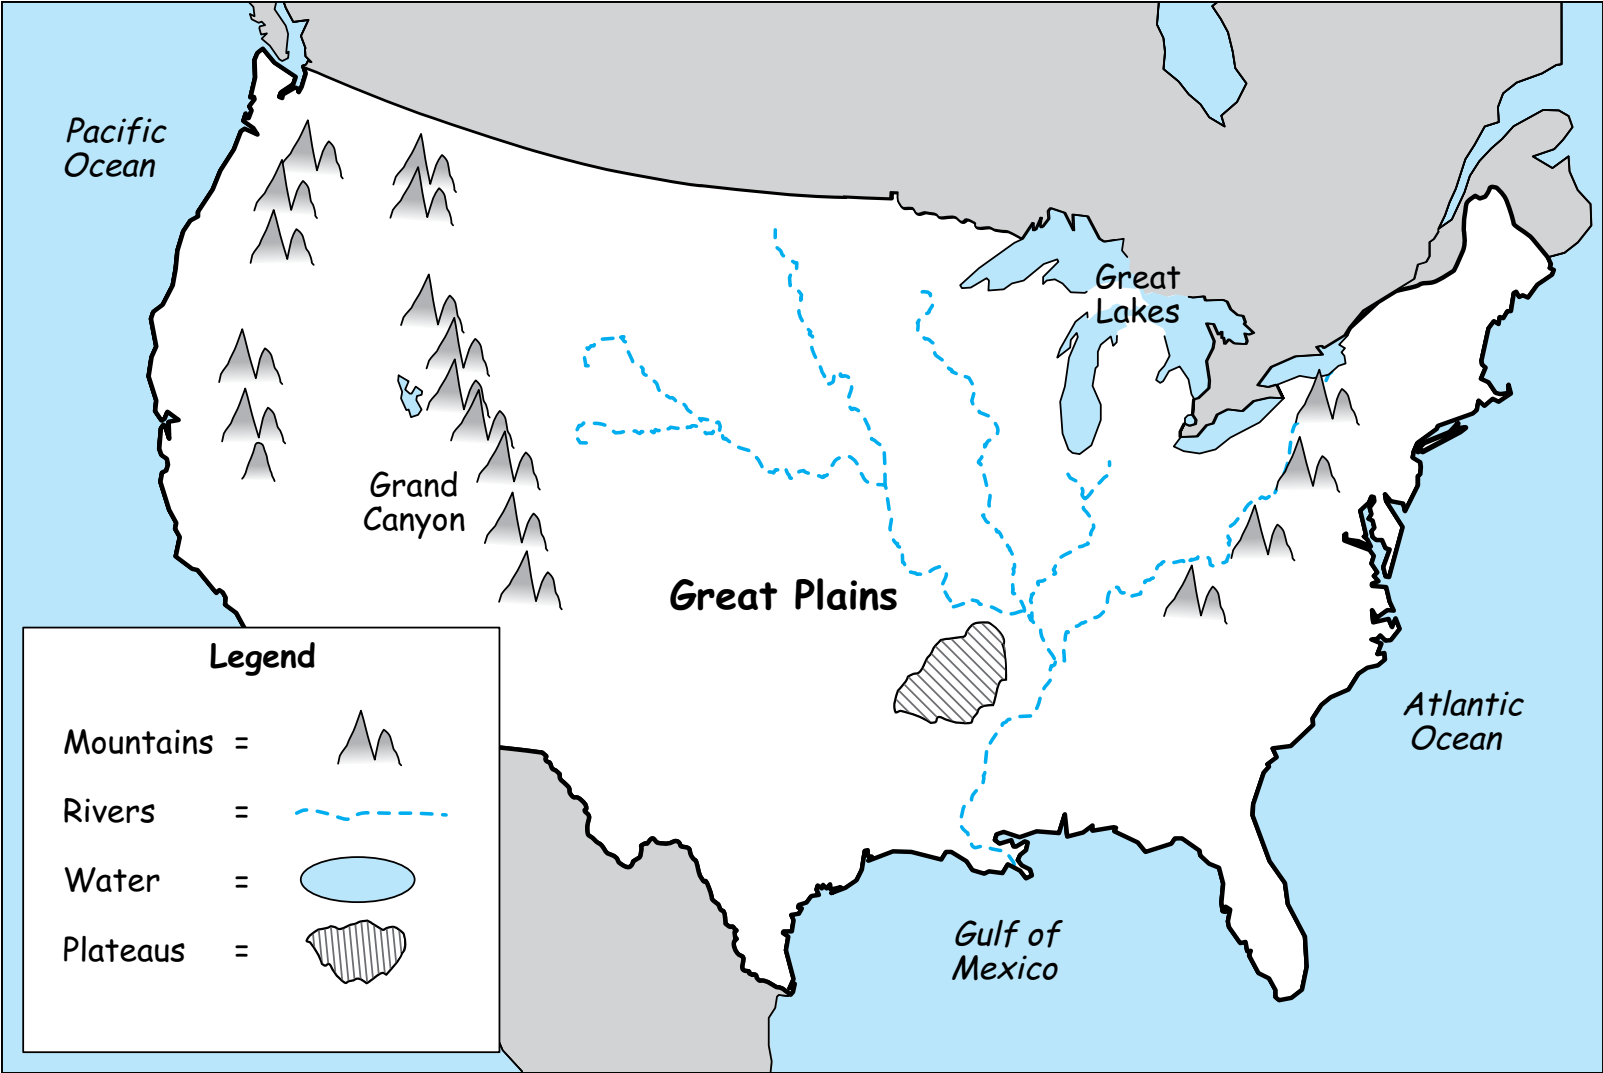 Pacific
Ocean
Great
Lakes
Grand
Canyon
Great Plains
Legend
Mountains =
Rivers =
Water =
Plateaus =
Atlantic
Ocean
Gulf of
Mexico